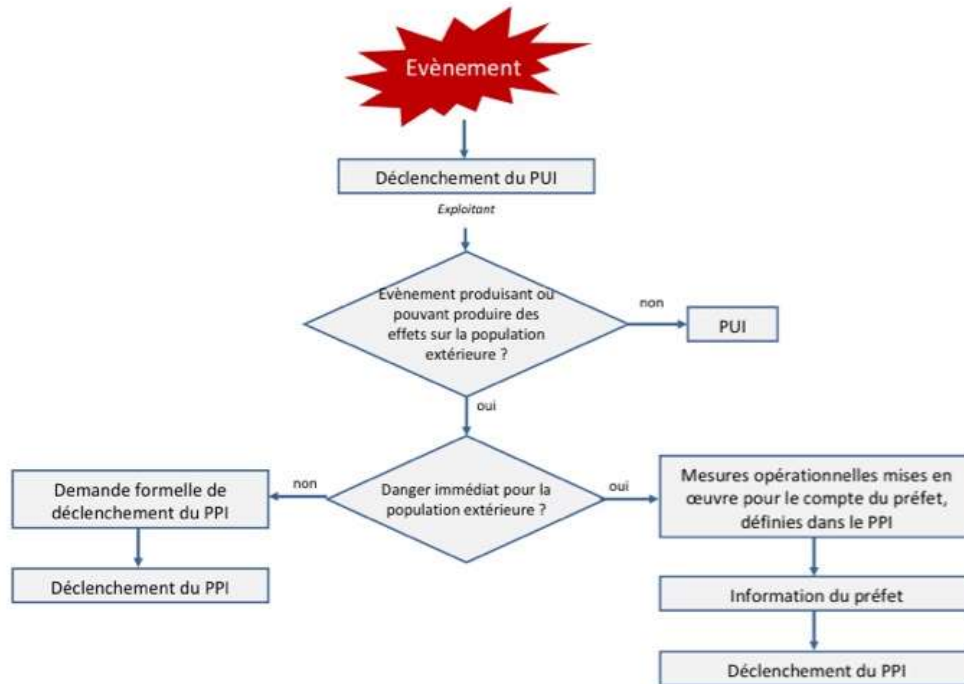 Evènement
Déclenchement du PUI
Exploitant
Evènement produisant ou
pouvant produire des
effets sur la population
extérieure ?
non
PUI
oui
Danger immédiat pour la
population extérieure ?
non
Demande formelle de
déclenchement du PPI
Déclenchement du PPI
oui
Mesures opérationnelles mises en
œuvre pour le compte du préfet,
définies dans le PPI
Information du préfet
Déclenchement du PPI